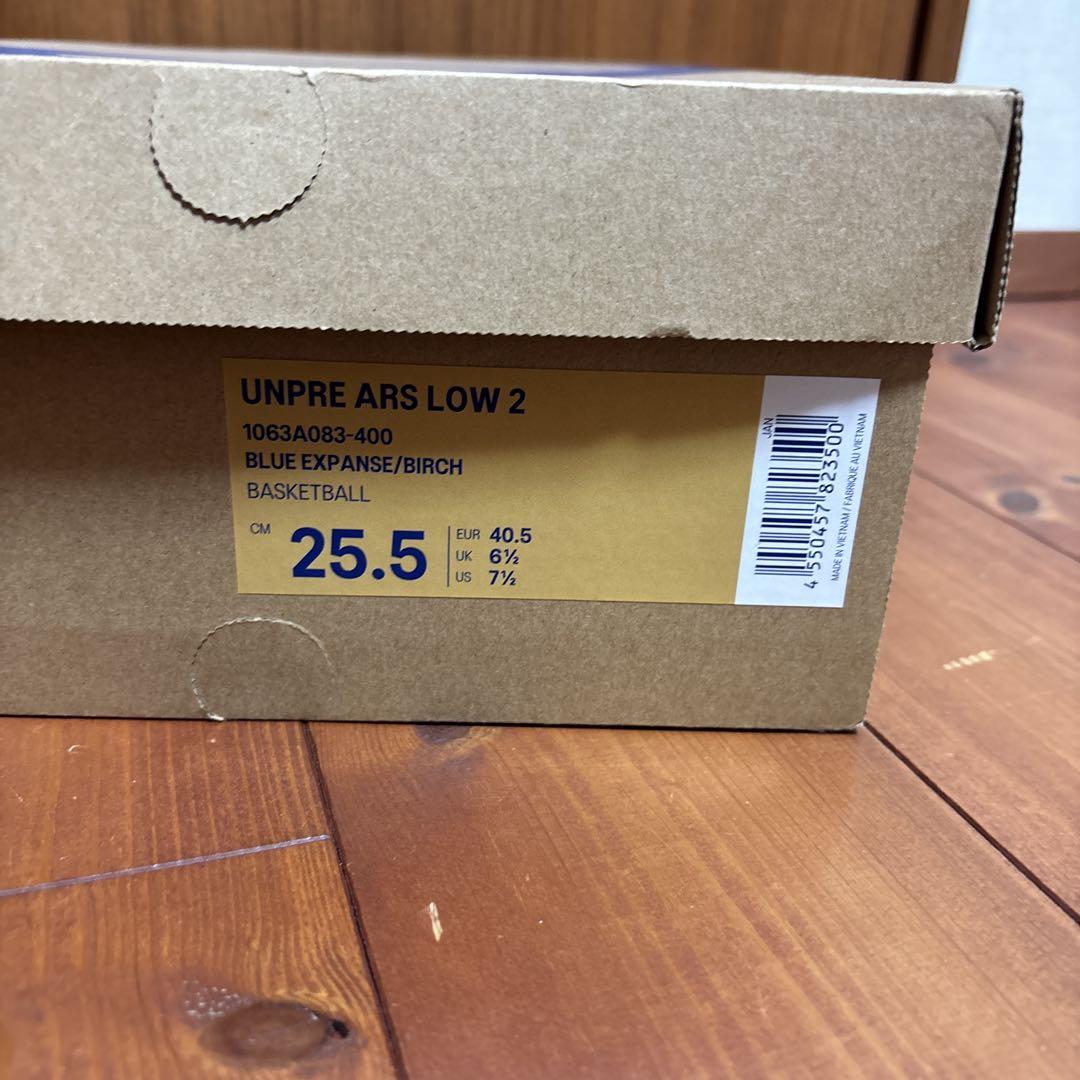 UNPRE ARS LOW 2
1063A083-400
BLUE EXPANSE/BIRCH
BASKETBALL
CM 25.5
EUR 40.5
UK 6½
US 7½
JAN
4 550457 823500
MADE IN VIETNAM / FABRIQUE AU VIETNAM